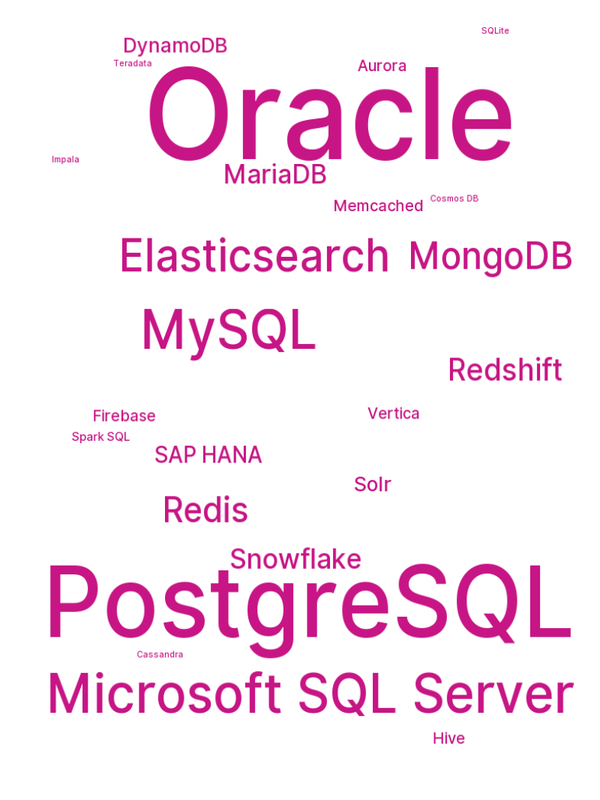 SQLite
DynamoDB
Teradata
Aurora
Oracle
Impala
MariaDB
Cosmos DB
Memcached
Elasticsearch MongoDB
MySQL
Redshift
Firebase
Vertica
Spark SQL
SAP HANA
Solr
Redis
Snowflake
PostgreSQL
Cassandra
Microsoft SQL Server
Hive